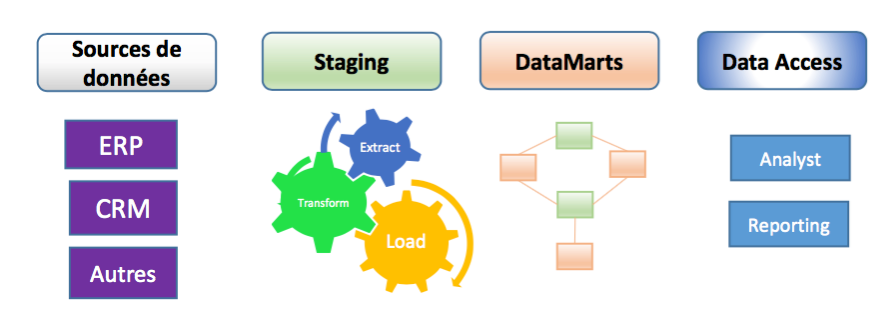 Sources de
données
Staging
DataMarts
Data Access
ERP
CRM
Autres
Extract
Transform
Load
Analyst
Reporting